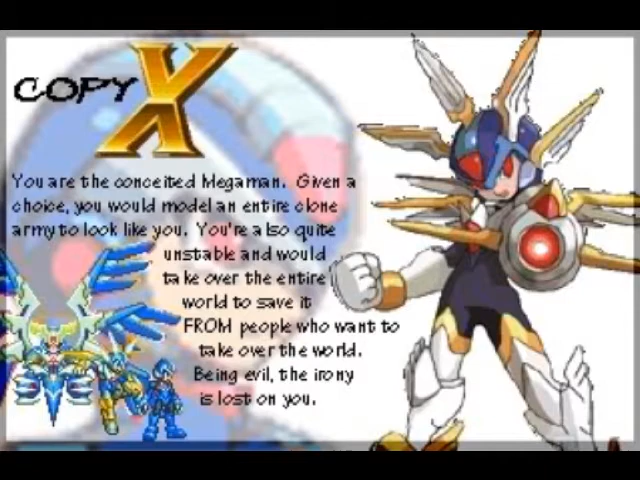 COPY X
You are the conceited Megaman. Given a
choice, you would model an entire clone
army to look like you. You're also quite
unstable and would
take over the entire
world to save it
FROM people who want to
take over the world.
Being evil, the irony
is lost on you.